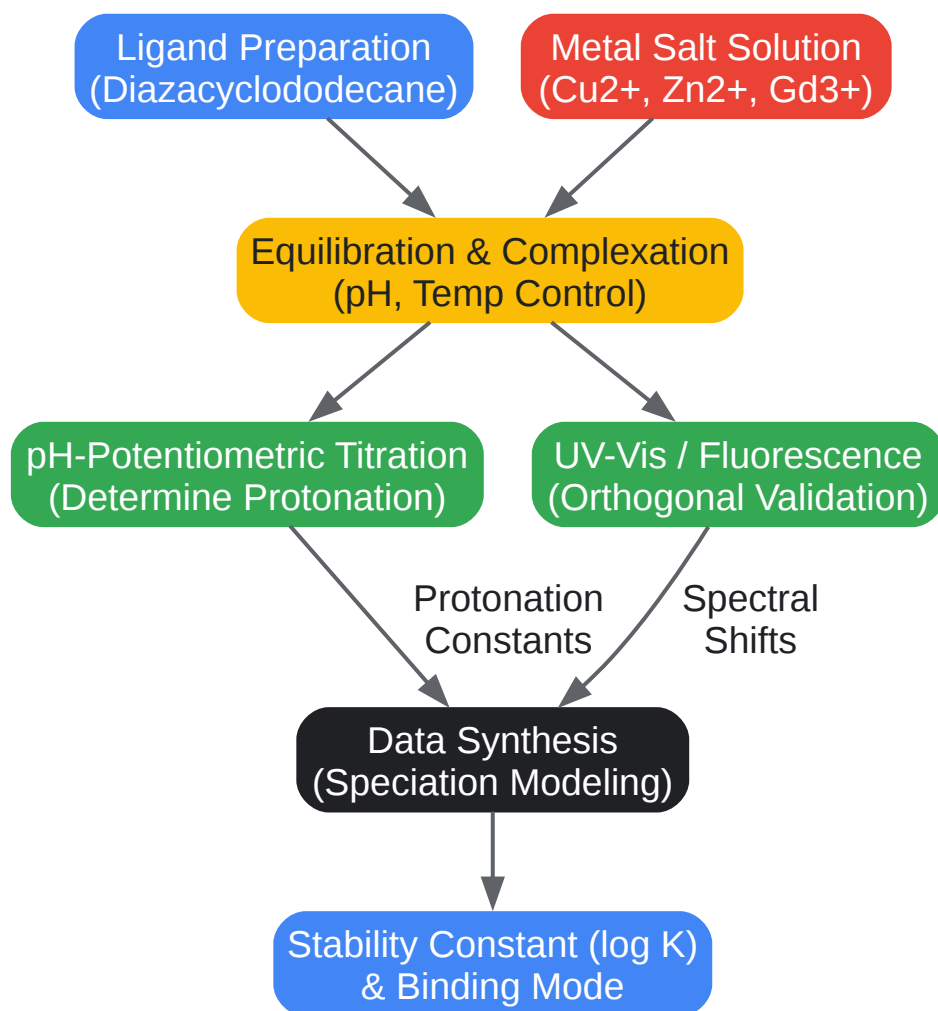 Ligand Preparation
(Diazacyclododecane)
Metal Salt Solution
(Cu2+, Zn2+, Gd3+)
Equilibration & Complexation
(pH, Temp Control)
pH-Potentiometric Titration
(Determine Protonation)
UV-Vis / Fluorescence
(Orthogonal Validation)
Protonation
Constants
Spectral
Shifts
Data Synthesis
(Speciation Modeling)
Stability Constant (log K)
& Binding Mode